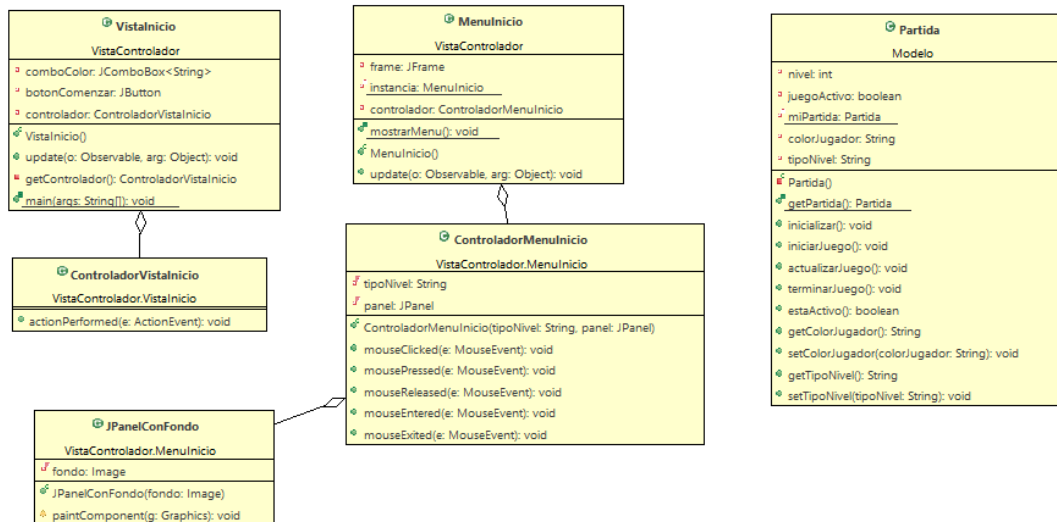 VistaInicio
VistaControlador
comboColor: JComboBox<String>
botonComenzar: JButton
controlador: ControladorVistaInicio
VistaInicio()
update(o: Observable, arg: Object): void
getControlador(): ControladorVistaInicio
main(args: String[]): void
MenuInicio
VistaControlador
frame: JFrame
instancia: MenuInicio
controlador: ControladorMenuInicio
mostrarMenu(): void
MenuInicio()
update(o: Observable, arg: Object): void
Partida
Modelo
nivel: int
juegoActivo: boolean
miPartida: Partida
colorJugador: String
tipoNivel: String
Partida()
getPartida(): Partida
inicializar(): void
iniciarJuego(): void
actualizarJuego(): void
terminarJuego(): void
estaActivo(): boolean
getColorJugador(): String
setColorJugador(colorJugador: String): void
getTipoNivel(): String
setTipoNivel(tipoNivel: String): void
ControladorVistaInicio
VistaControlador.VistaInicio
actionPerformed(e: ActionEvent): void
ControladorMenuInicio
VistaControlador.MenuInicio
tipoNivel: String
panel: JPanel
ControladorMenuInicio(tipoNivel: String, panel: JPanel)
mouseClicked(e: MouseEvent): void
mousePressed(e: MouseEvent): void
mouseReleased(e: MouseEvent): void
mouseEntered(e: MouseEvent): void
mouseExited(e: MouseEvent): void
JPanelConFondo
VistaControlador.MenuInicio
fondo: Image
JPanelConFondo(fondo: Image)
paintComponent(g: Graphics): void